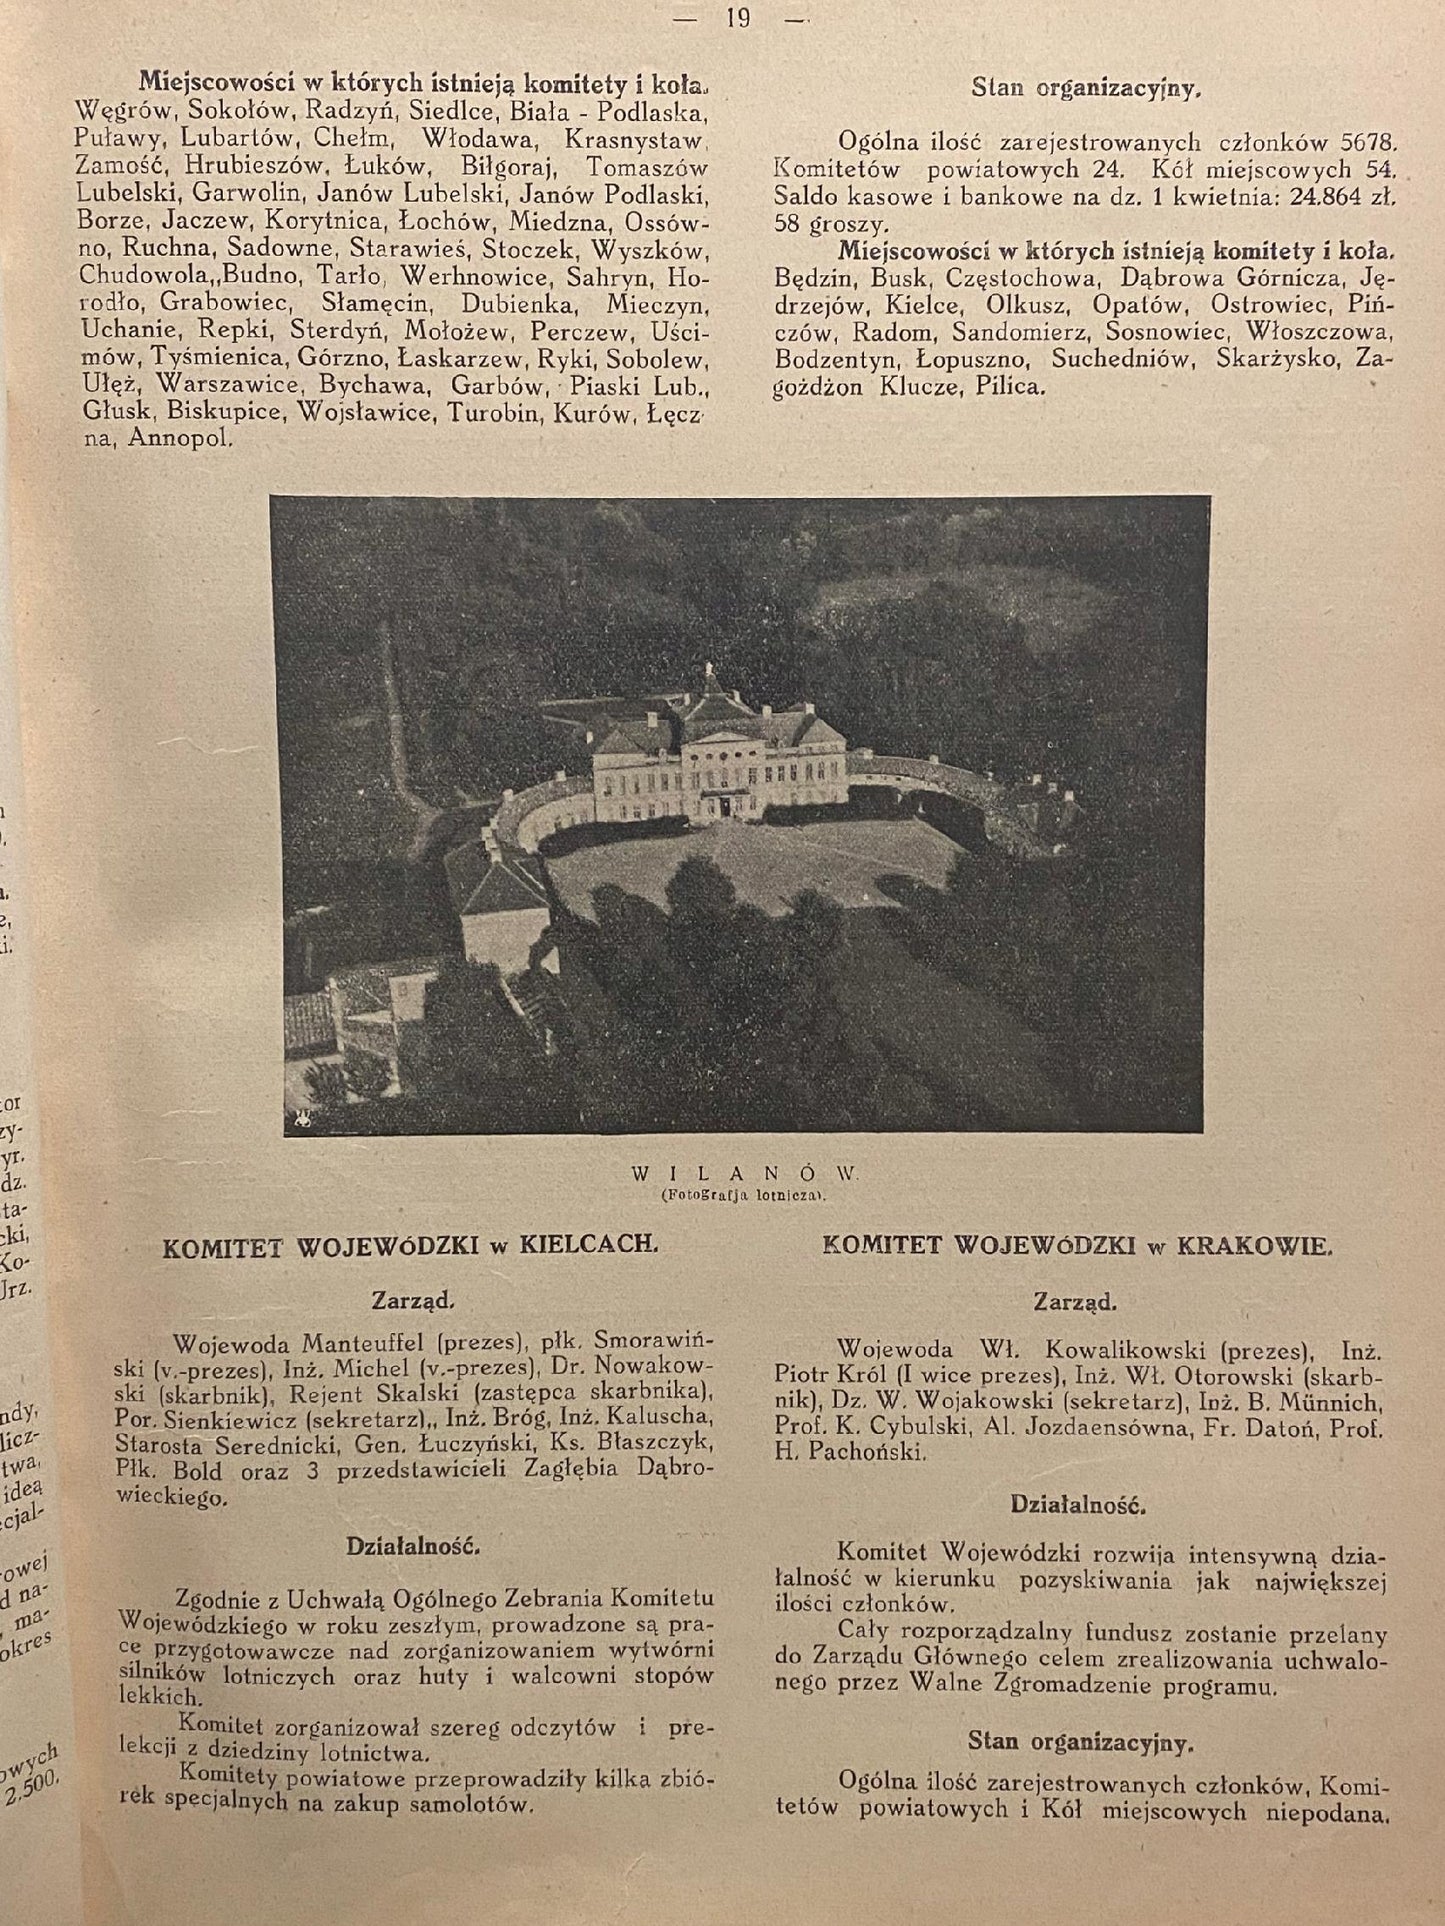 — 19 —
Miejscowości w których istnieją komitety i koła.
Węgrów, Sokołów, Radzyń, Siedlce, Biała - Podlaska,
Puławy, Lubartów, Chełm, Włodawa, Krasnystaw,
Zamość, Hrubieszów, Łuków, Biłgoraj, Tomaszów
Lubelski, Garwolin, Janów Lubelski, Janów Podlaski,
Borze, Jaczew, Korytnica, Łochów, Miedzna, Ossów-
no, Ruchna, Sadowne, Starawieś, Stoczek, Wyszków,
Chudowola,,Budno, Tarło, Werhnowice, Sahryn, Ho-
rodło, Grabowiec, Słamęcin, Dubienka, Mieczyn,
Uchanie, Repki, Sterdyń, Mołożew, Perczew, Uści-
mów, Tyśmienica, Górzno, Łaskarzew, Ryki, Sobolew,
Ułęż, Warszawice, Bychawa, Garbów, Piaski Lub.,
Głusk, Biskupice, Wojsławice, Turobin, Kurów, Łęcz-
na, Annopol.
Stan organizacyjny.
Ogólna ilość zarejestrowanych członków 5678.
Komitetów powiatowych 24. Kół miejscowych 54.
Saldo kasowe i bankowe na dz. 1 kwietnia: 24.864 zł.
58 groszy.
Miejscowości w których istnieją komitety i koła.
Będzin, Busk, Częstochowa, Dąbrowa Górnicza, Ję-
drzejów, Kielce, Olkusz, Opatów, Ostrowiec, Piń-
czów, Radom, Sandomierz, Sosnowiec, Włoszczowa,
Bodzentyn, Łopuszno, Suchedniów, Skarżysko, Za-
gożdżon Klucze, Pilica.
WILANÓW.
(Fotografja lotnicza).
KOMITET WOJEWóDZKI w KIELCACH.
Zarząd.
Wojewoda Manteuffel (prezes), płk. Smorawiń-
ski (v.-prezes), Inż. Michel (v.-prezes), Dr. Nowakow-
ski (skarbnik), Rejent Skalski (zastępca skarbnika),
Por. Sienkiewicz (sekretarz),, Inż. Bróg, Inż. Kaluscha,
Starosta Serednicki, Gen. Łuczyński, Ks. Błaszczyk,
Płk. Bold oraz 3 przedstawicieli Zagłębia Dąbro-
wieckiego.
Działalność.
Zgodnie z Uchwałą Ogólnego Zebrania Komitetu
Wojewódzkiego w roku zeszłym, prowadzone są pra-
ce przygotowawcze nad zorganizowaniem wytwórni
silników lotniczych oraz huty i walcowni stopów
lekkich.
Komitet zorganizował szereg odczytów i pre-
lekcji z dziedziny lotnictwa.
Komitety powiatowe przeprowadziły kilka zbió-
rek specjalnych na zakup samolotów.
KOMITET WOJEWóDZKI w KRAKOWIE.
Zarząd.
Wojewoda Wł. Kowalikowski (prezes), Inż.
Piotr Król (I wice prezes), Inż. Wł. Otorowski (skarb-
nik), Dz. W. Wojakowski (sekretarz), Inż. B. Münnich,
Prof. K. Cybulski, Al. Jozdaensówna, Fr. Datoń, Prof.
H. Pachoński.
Działalność.
Komitet Wojewódzki rozwija intensywną dzia-
łalność w kierunku pozyskiwania jak największej
ilości członków.
Cały rozporządzalny fundusz zostanie przelany
do Zarządu Głównego celem zrealizowania uchwalo-
nego przez Walne Zgromadzenie programu.
Stan organizacyjny.
Ogólna ilość zarejestrowanych członków, Komi-
tetów powiatowych i Kół miejscowych niepodana.